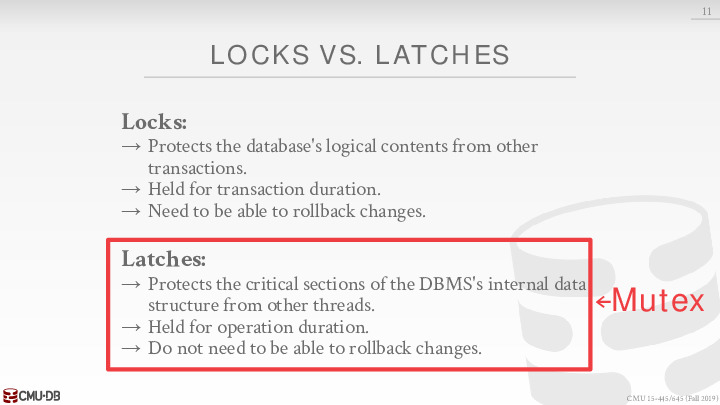 11
LOCKS VS. LATCHES
Locks:
→ Protects the database's logical contents from other
transactions.
→ Held for transaction duration.
→ Need to be able to rollback changes.
Latches:
→ Protects the critical sections of the DBMS's internal data
structure from other threads.
→ Held for operation duration.
→ Do not need to be able to rollback changes.
←Mutex
CMU·DB
CMU 15-445/645 (Fall 2019)